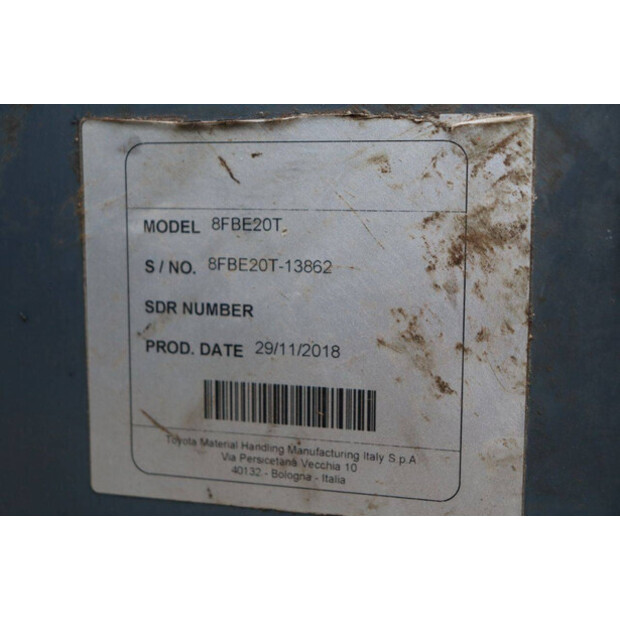 MODEL 8FBE20T
S / NO. 8FBE20T-13862
SDR NUMBER
PROD. DATE 29/11/2018
Toyota Material Handling Manufacturing Italy S.p.A
Via Persicetana Vecchia 10
40132 - Bologna - Italia